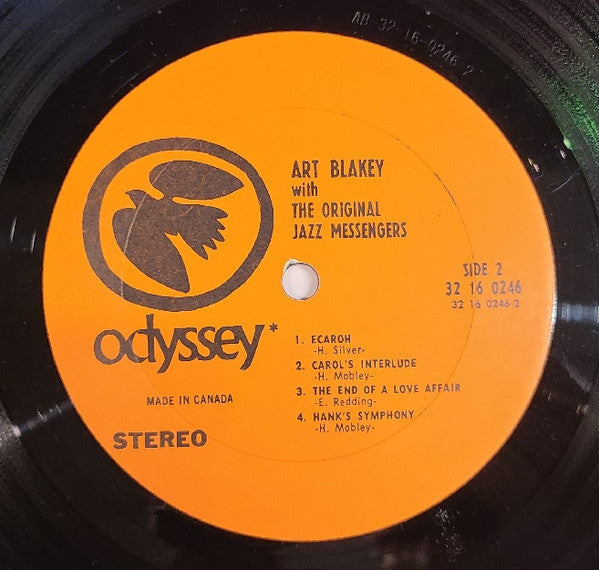 AB 32-16-0246-2
ART BLAKEY
with
THE ORIGINAL
JAZZ MESSENGERS
SIDE 2
32 16 0246
32 16 0246-2
odyssey*
MADE IN CANADA
STEREO
1. ECAROH
-H. Silver-
2. CAROL'S INTERLUDE
-H. Mobley-
3. THE END OF A LOVE AFFAIR
-E. Redding-
4. HANK'S SYMPHONY
-H. Mobley-